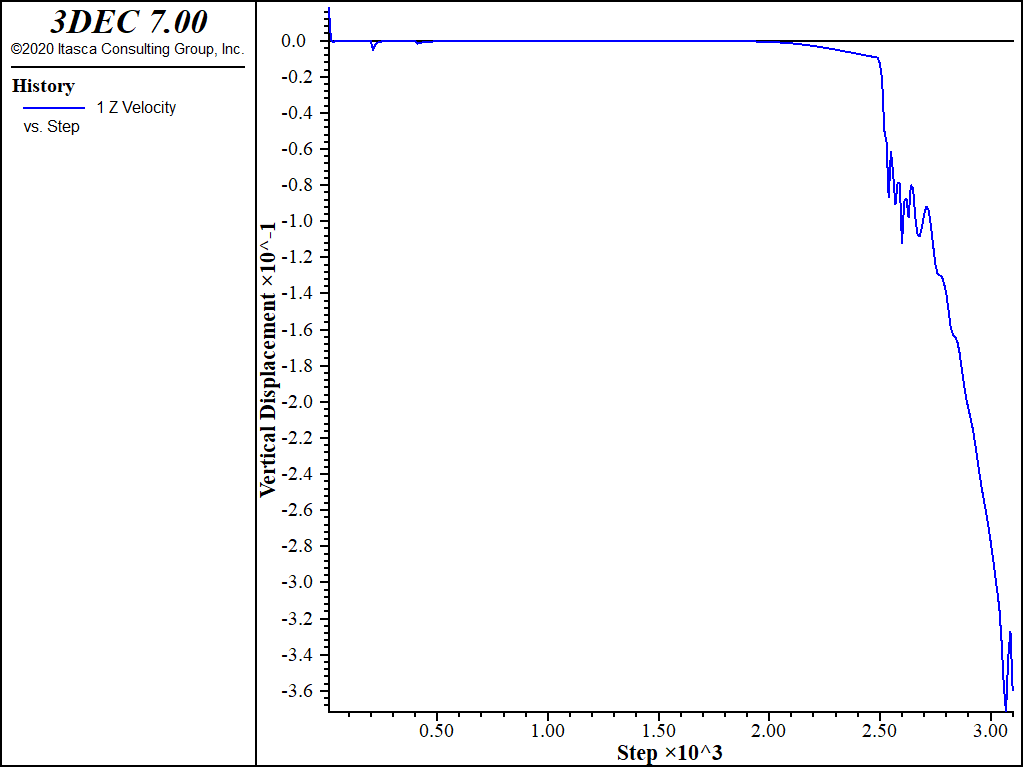 3DEC 7.00
©2020 Itasca Consulting Group, Inc.
History
1 Z Velocity
vs. Step
Vertical Displacement ×10^-1
0.0
-0.2
-0.4
-0.6
-0.8
-1.0
-1.2
-1.4
-1.6
-1.8
-2.0
-2.2
-2.4
-2.6
-2.8
-3.0
-3.2
-3.4
-3.6
0.50 1.00 1.50 2.00 2.50 3.00
Step ×10^3